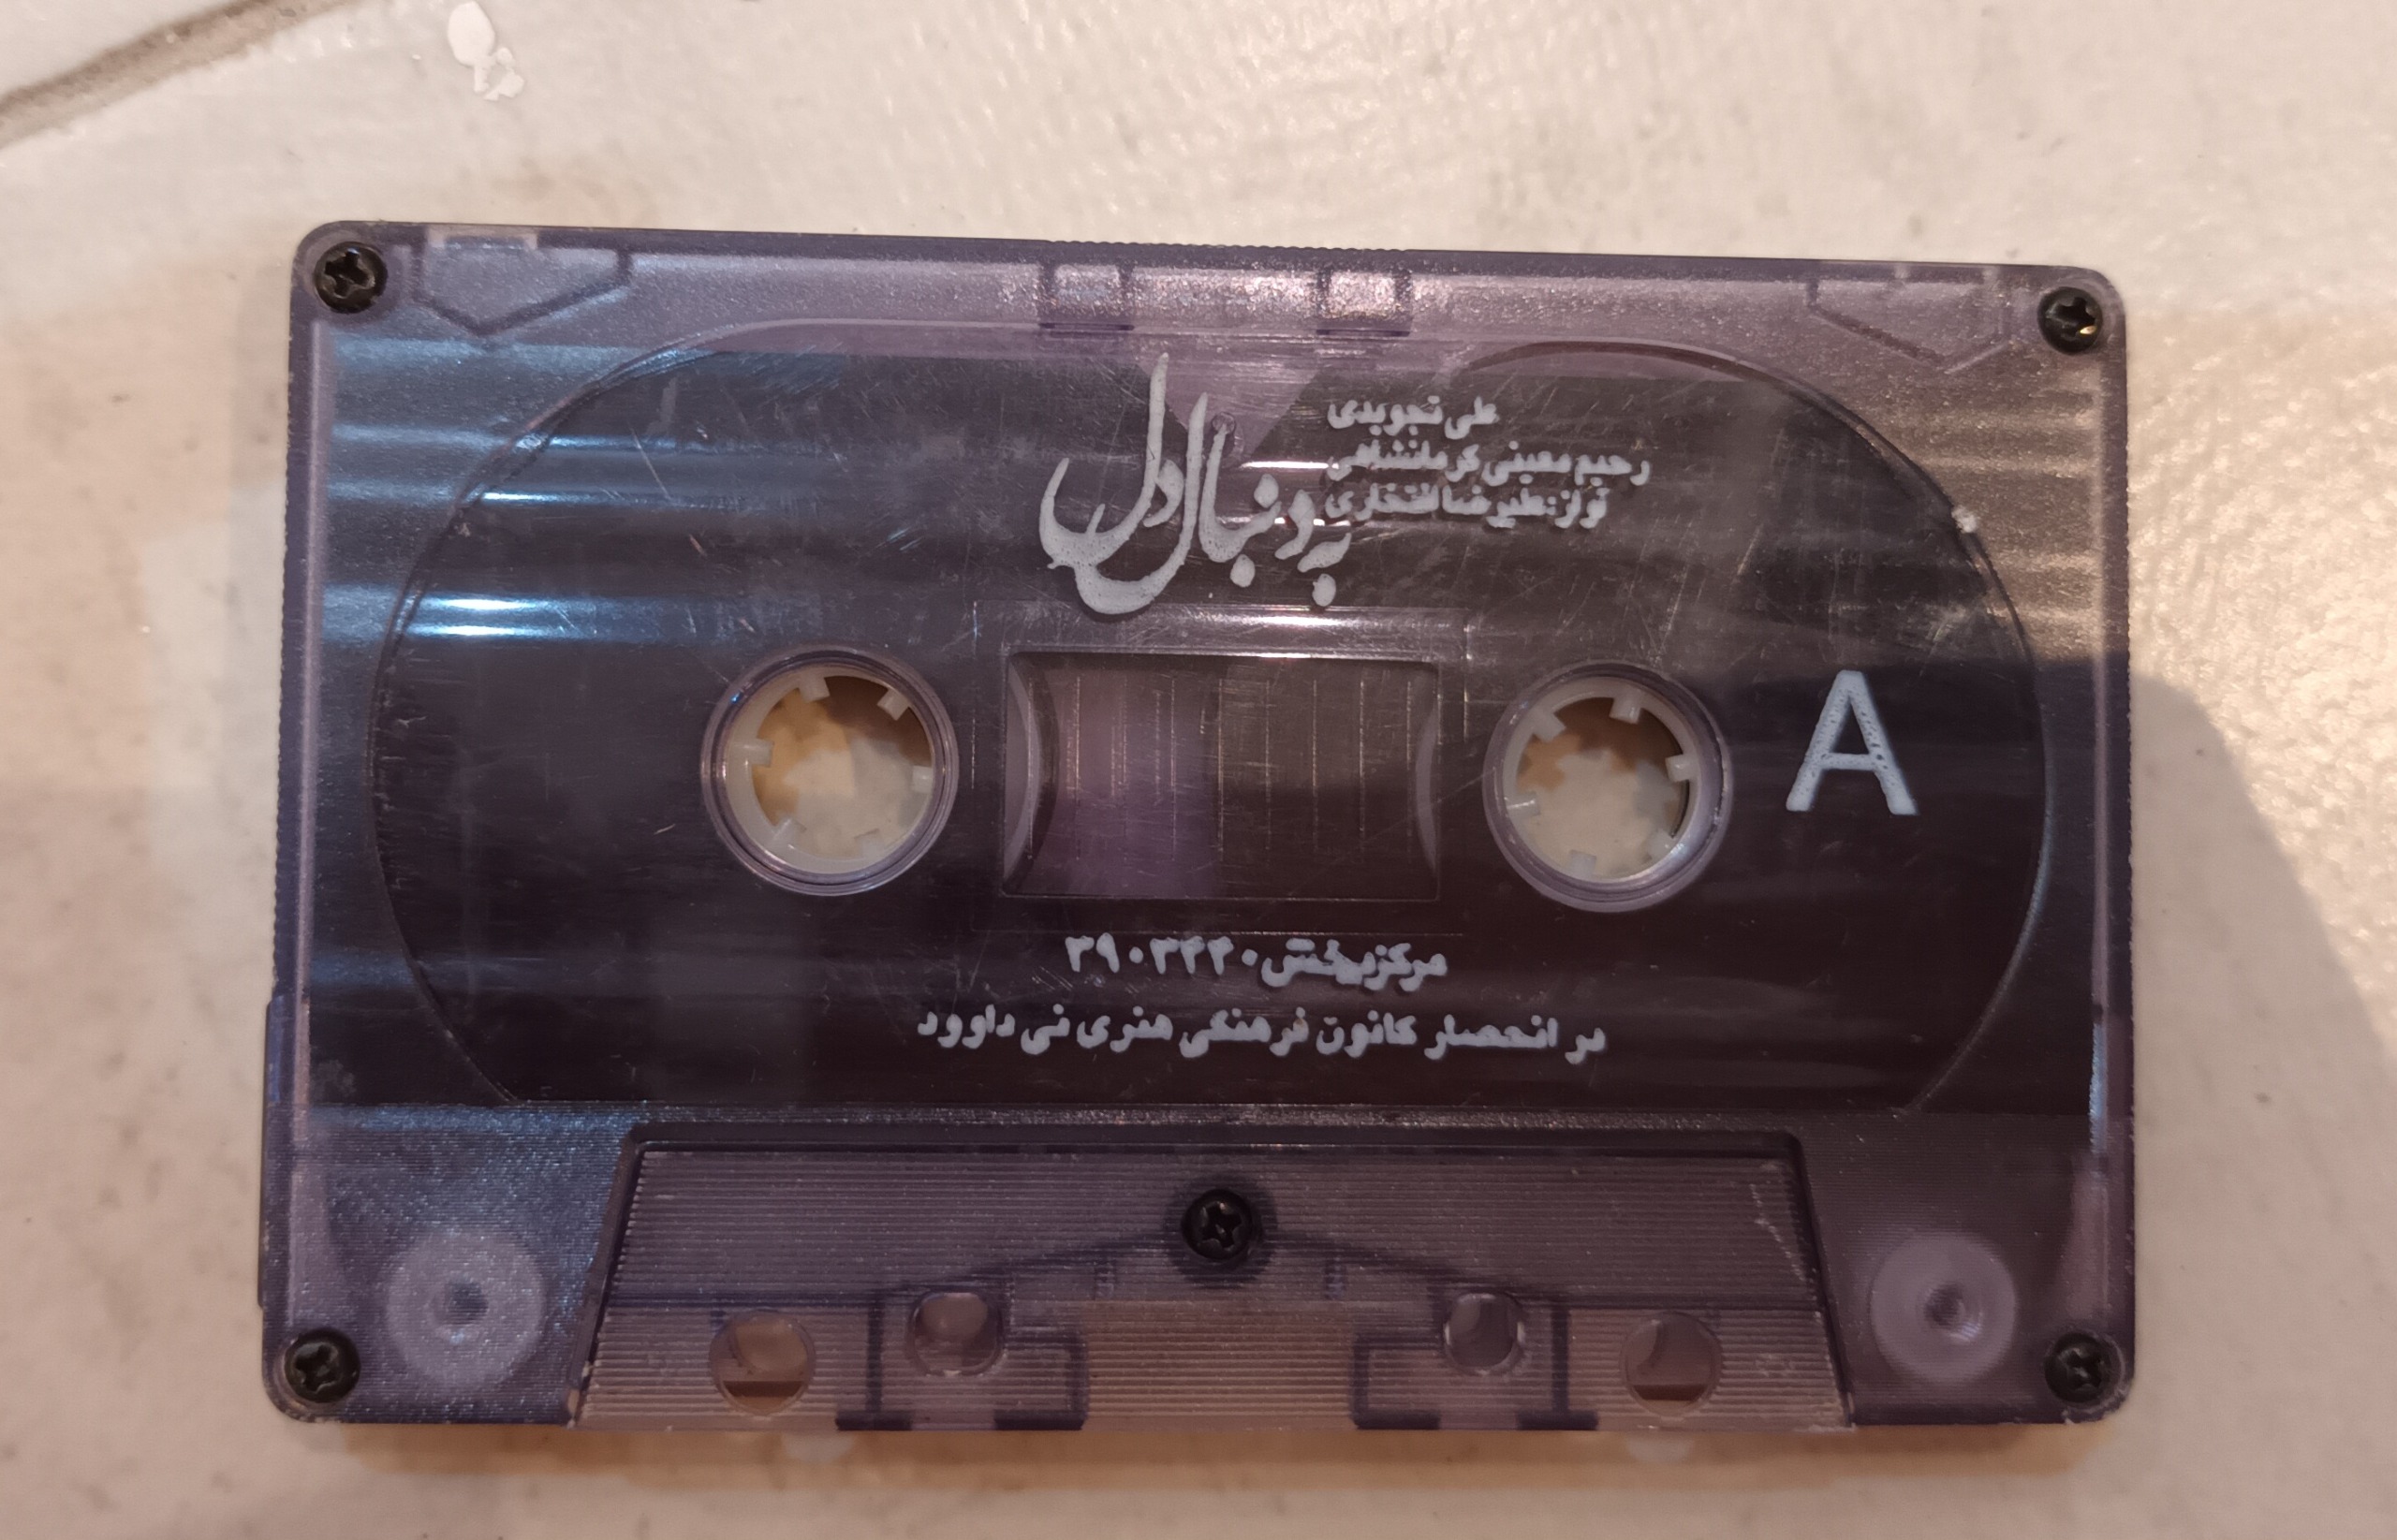 علی تجویدی
رحیم معینی کرمانشاهی
آواز: علیرضا افتخاری
به دنبال دل
A
مرکز پخش ۳۹۰۳۴۴۰
در انحصار کانون فرهنگی هنری نی داوود